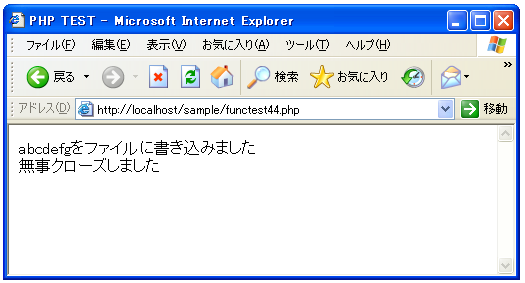 PHP TEST - Microsoft Internet Explorer
ファイル(F) 編集(E) 表示(V) お気に入り(A) ツール(T) ヘルプ(H)
戻る 検索 お気に入り
アドレス(D) http://localhost/sample/functest44.php 移動
abcdefgをファイルに書き込みました
無事クローズしました